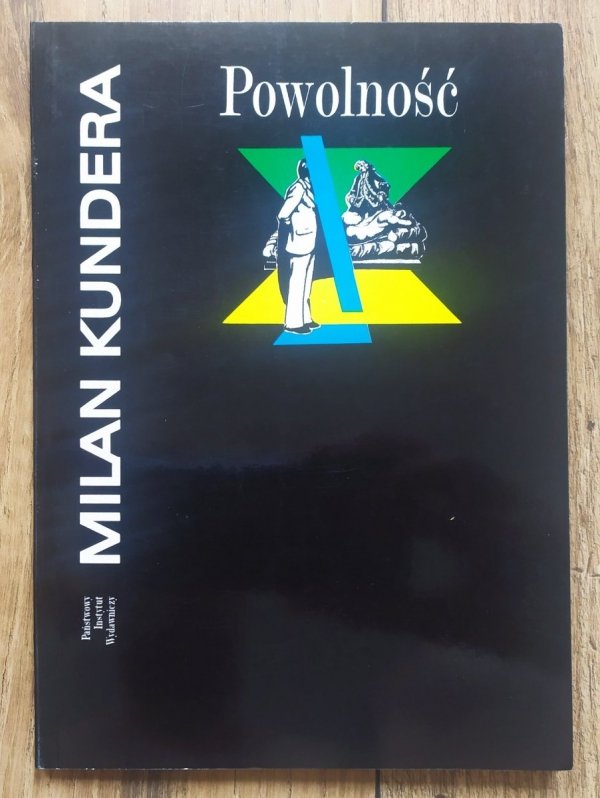 Powolność
MILAN KUNDERA
Państwowy
Instytut
Wydawniczy